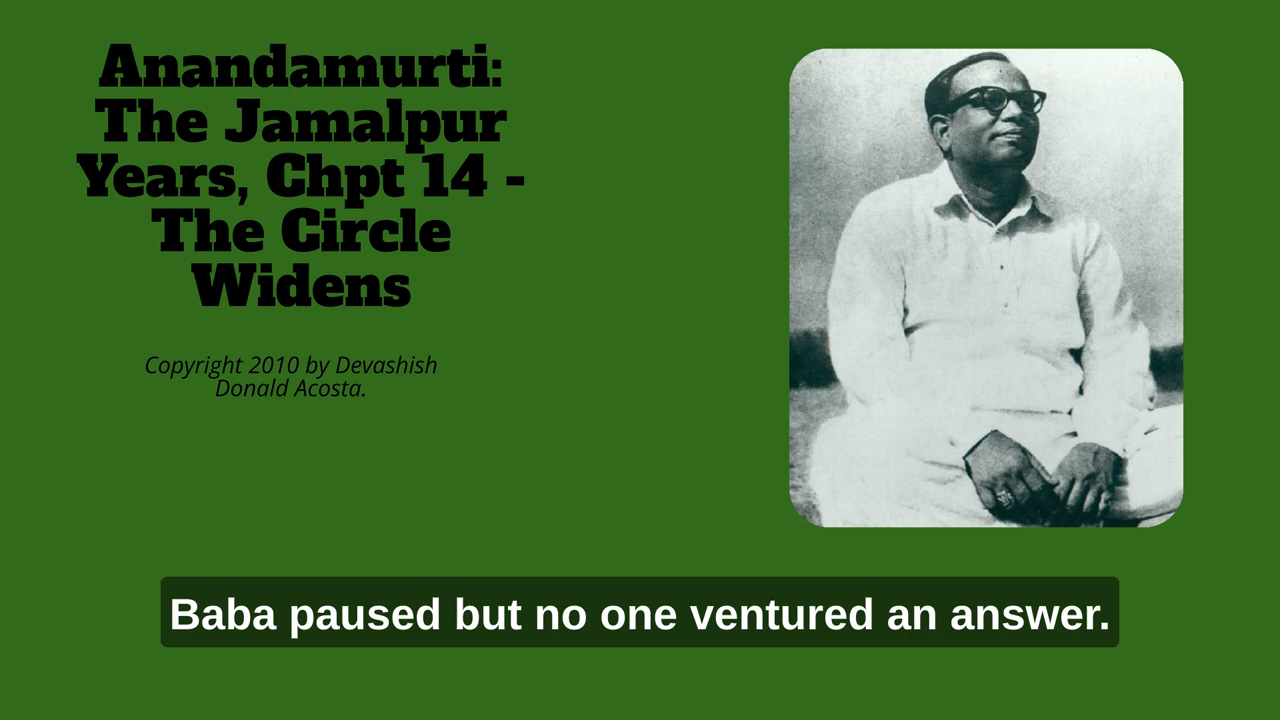 Anandamurti:
The Jamalpur
Years, Chpt 14 -
The Circle
Widens
Copyright 2010 by Devashish
Donald Acosta.
Baba paused but no one ventured an answer.